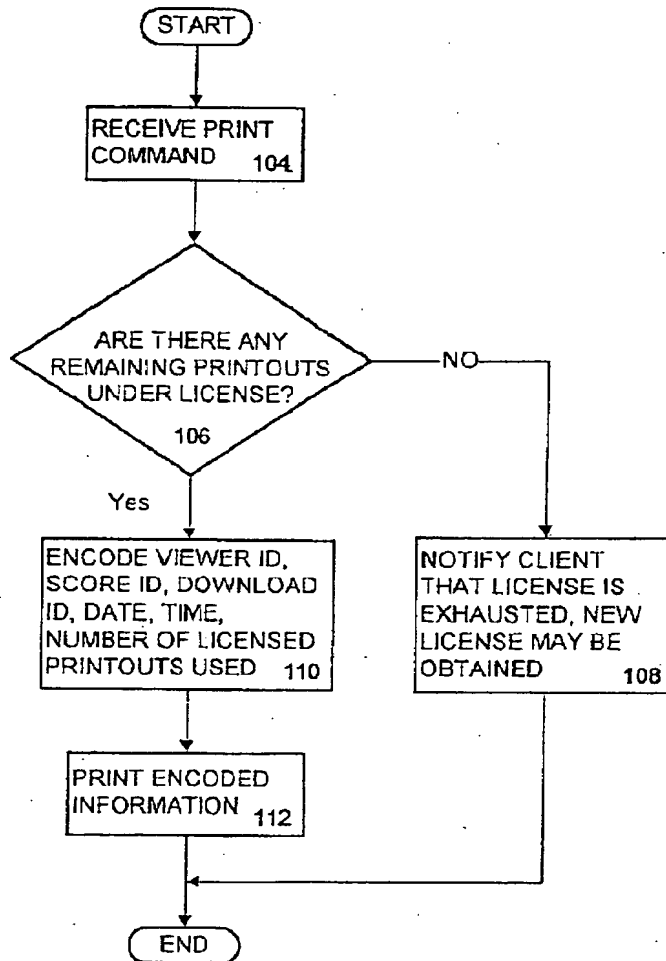 START
RECEIVE PRINT
COMMAND 104
ARE THERE ANY
REMAINING PRINTOUTS
UNDER LICENSE?
106
NO
Yes
ENCODE VIEWER ID,
SCORE ID, DOWNLOAD
ID, DATE, TIME,
NUMBER OF LICENSED
PRINTOUTS USED 110
NOTIFY CLIENT
THAT LICENSE IS
EXHAUSTED, NEW
LICENSE MAY BE
OBTAINED 108
PRINT ENCODED
INFORMATION 112
END